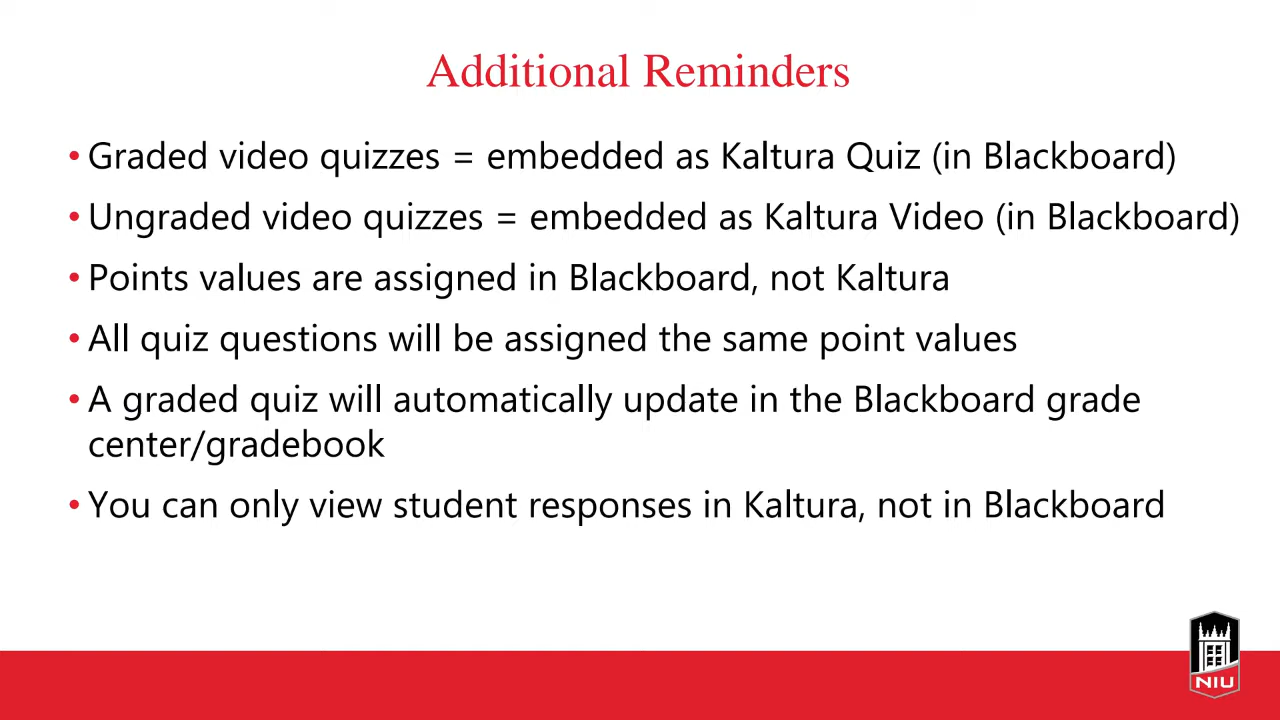 Additional Reminders
• Graded video quizzes = embedded as Kaltura Quiz (in Blackboard)
• Ungraded video quizzes = embedded as Kaltura Video (in Blackboard)
• Points values are assigned in Blackboard, not Kaltura
• All quiz questions will be assigned the same point values
• A graded quiz will automatically update in the Blackboard grade
center/gradebook
• You can only view student responses in Kaltura, not in Blackboard
NIU